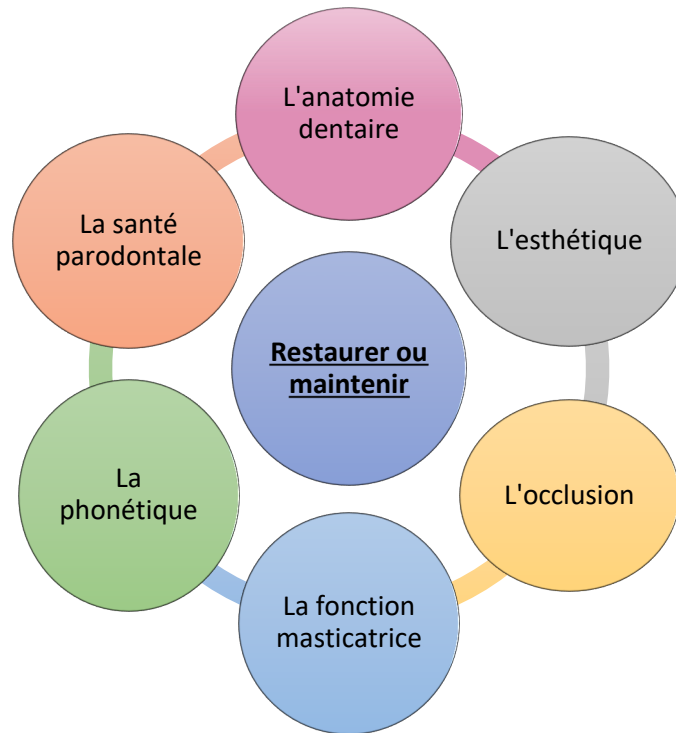 L'anatomie
dentaire
L'esthétique
L'occlusion
La fonction
masticatrice
La
phonétique
La santé
parodontale
Restaurer ou
maintenir